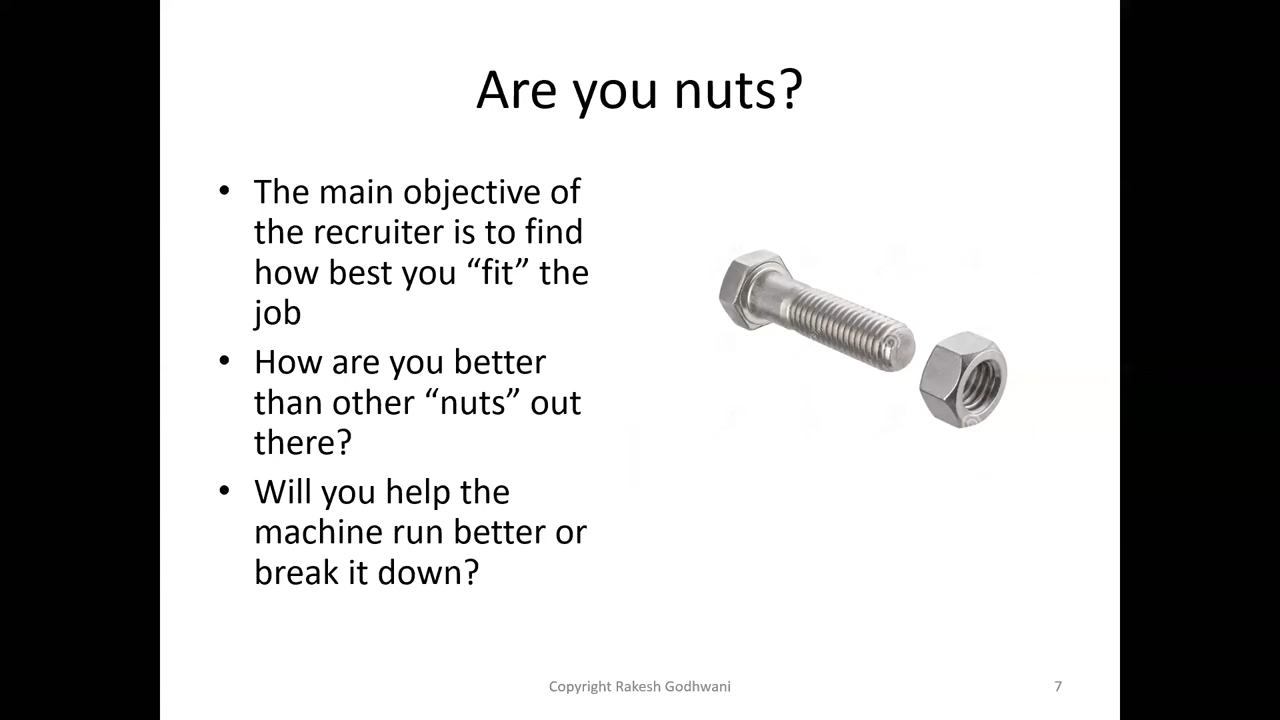 Are you nuts?
• The main objective of
the recruiter is to find
how best you “fit” the
job
• How are you better
than other “nuts” out
there?
• Will you help the
machine run better or
break it down?
Copyright Rakesh Godhwani
7